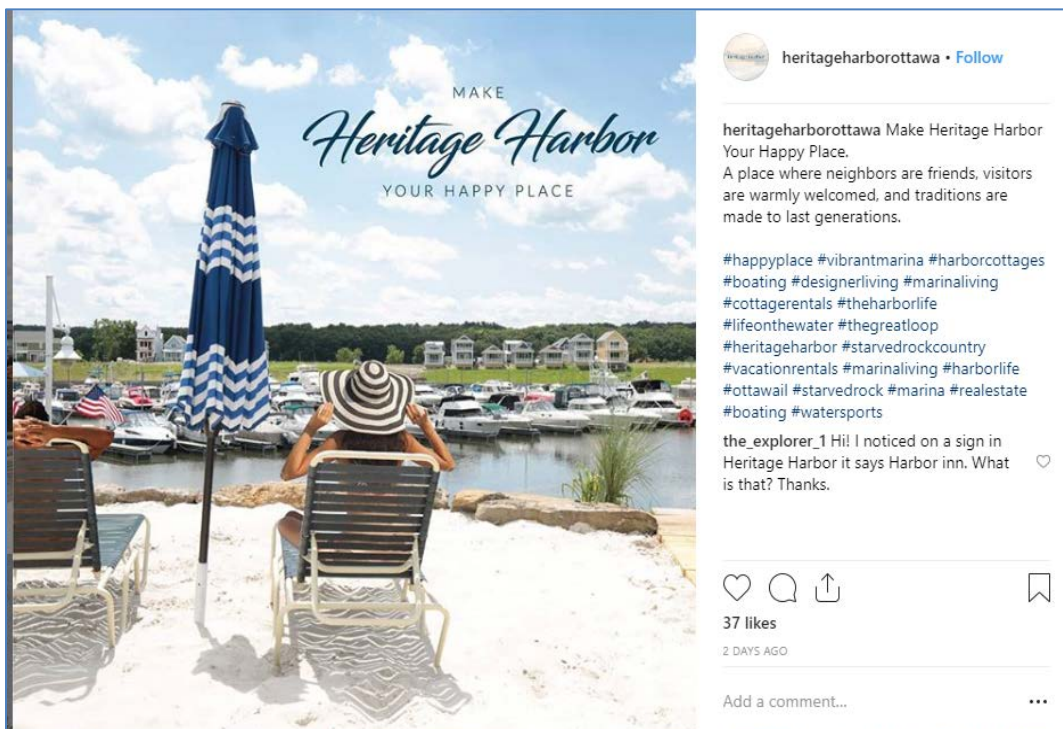 MAKE
Heritage Harbor
YOUR HAPPY PLACE
heritageharborottawa • Follow
heritageharborottawa Make Heritage Harbor
Your Happy Place.
A place where neighbors are friends, visitors
are warmly welcomed, and traditions are
made to last generations.
#happyplace #vibrantmarina #harborcottages
#boating #designerliving #marinaliving
#cottagerentals #theharborlife
#lifeonthewater #thegreatloop
#heritageharbor #starvedrockcountry
#vacationrentals #marinaliving #harborlife
#ottawail #starvedrock #marina #realestate
#boating #watersports
the_explorer_1 Hi! I noticed on a sign in
Heritage Harbor it says Harbor inn. What
is that? Thanks.
37 likes
2 DAYS AGO
Add a comment...